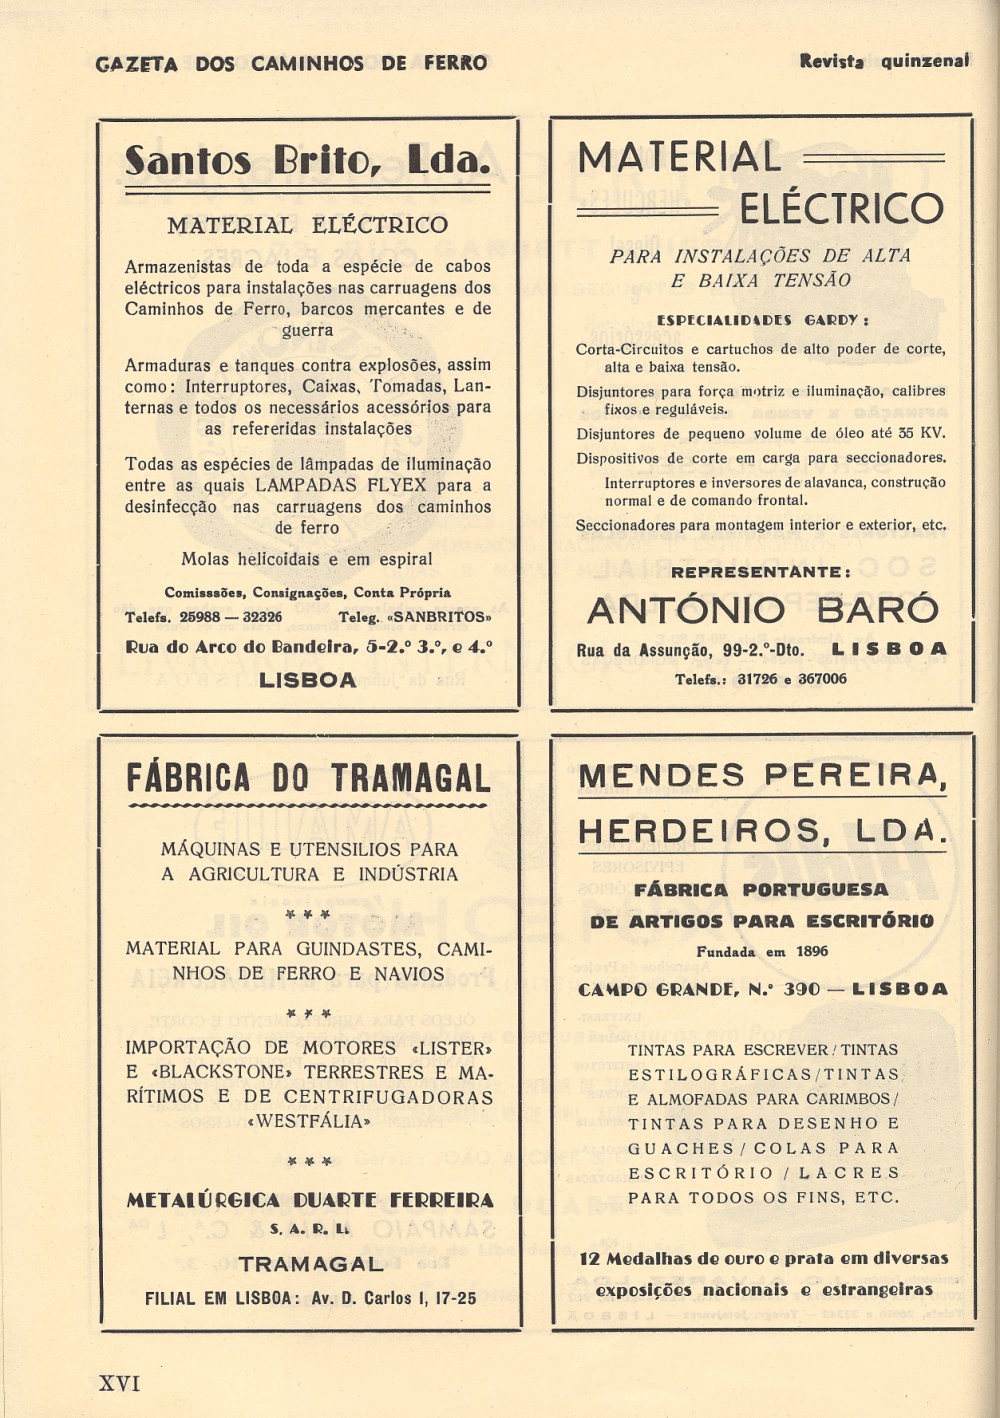 GAZETA DOS CAMINHOS DE FERRO
Revista quinzenal
Santos Brito, Lda.
MATERIAL ELÉCTRICO
Armazenistas de toda a espécie de cabos
eléctricos para instalações nas carruagens dos
Caminhos de Ferro, barcos mercantes e de
guerra
Armaduras e tanques contra explosões, assim
como: Interruptores, Caixas, Tomadas, Lan-
ternas e todos os necessários acessórios para
as refereridas instalações
Todas as espécies de lâmpadas de iluminação
entre as quais LAMPADAS FLYEX para a
desinfecção nas carruagens dos caminhos
de ferro
Molas helicoidais e em espiral
Comisssões, Consignações, Conta Própria
Telefs. 25988 — 32326 Teleg. «SANBRITOS»
Rua do Arco do Bandeira, 5-2.º 3.º, e 4.º
LISBOA
MATERIAL
ELÉCTRICO
PARA INSTALAÇÕES DE ALTA
E BAIXA TENSÃO
ESPECIALIDADES GARDY:
Corta-Circuitos e cartuchos de alto poder de corte,
alta e baixa tensão.
Disjuntores para força motriz e iluminação, calibres
fixos e reguláveis.
Disjuntores de pequeno volume de óleo até 35 KV.
Dispositivos de corte em carga para seccionadores.
Interruptores e inversores de alavanca, construção
normal e de comando frontal.
Seccionadores para montagem interior e exterior, etc.
REPRESENTANTE:
ANTÓNIO BARÓ
Rua da Assunção, 99-2.º-Dto. LISBOA
Telefs.: 31726 e 367006
FÁBRICA DO TRAMAGAL
MÁQUINAS E UTENSILIOS PARA
A AGRICULTURA E INDÚSTRIA
* * *
MATERIAL PARA GUINDASTES, CAMI-
NHOS DE FERRO E NAVIOS
* * *
IMPORTAÇÃO DE MOTORES «LISTER»
E «BLACKSTONE» TERRESTRES E MA-
RÍTIMOS E DE CENTRIFUGADORAS
«WESTFÁLIA»
* * *
METALÚRGICA DUARTE FERREIRA
S. A. R. L.
TRAMAGAL
FILIAL EM LISBOA: Av. D. Carlos I, 17-25
MENDES PEREIRA,
HERDEIROS, LDA.
FÁBRICA PORTUGUESA
DE ARTIGOS PARA ESCRITÓRIO
Fundada em 1896
CAMPO GRANDE, N.º 390 — LISBOA
TINTAS PARA ESCREVER / TINTAS
ESTILOGRÁFICAS / TINTAS
E ALMOFADAS PARA CARIMBOS /
TINTAS PARA DESENHO E
GUACHES / COLAS PARA
ESCRITÓRIO / LACRES
PARA TODOS OS FINS, ETC.
12 Medalhas de ouro e prata em diversas
exposições nacionais e estrangeiras
XVI